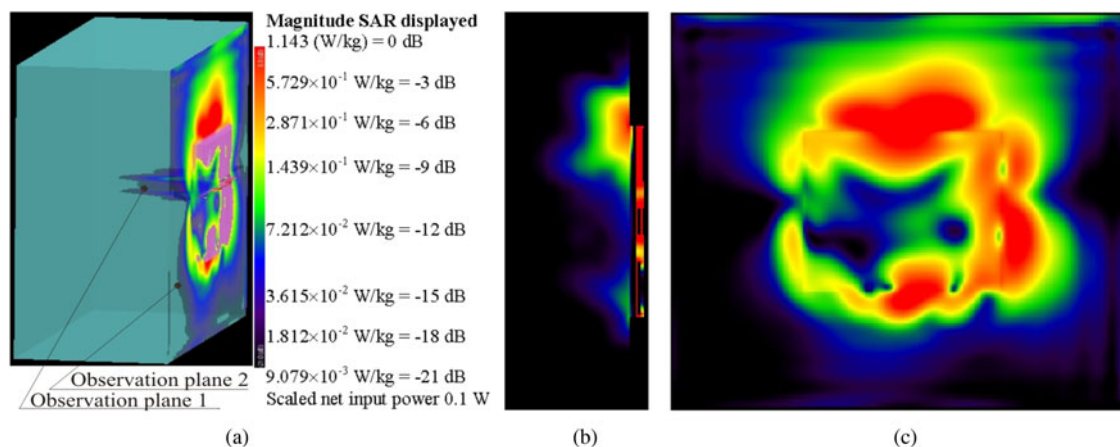 Magnitude SAR displayed
1.143 (W/kg) = 0 dB
5.729×10⁻¹ W/kg = -3 dB
2.871×10⁻¹ W/kg = -6 dB
1.439×10⁻¹ W/kg = -9 dB
7.212×10⁻² W/kg = -12 dB
3.615×10⁻² W/kg = -15 dB
1.812×10⁻² W/kg = -18 dB
9.079×10⁻³ W/kg = -21 dB
Scaled net input power 0.1 W
Observation plane 2
Observation plane 1
(a)
(b)
(c)